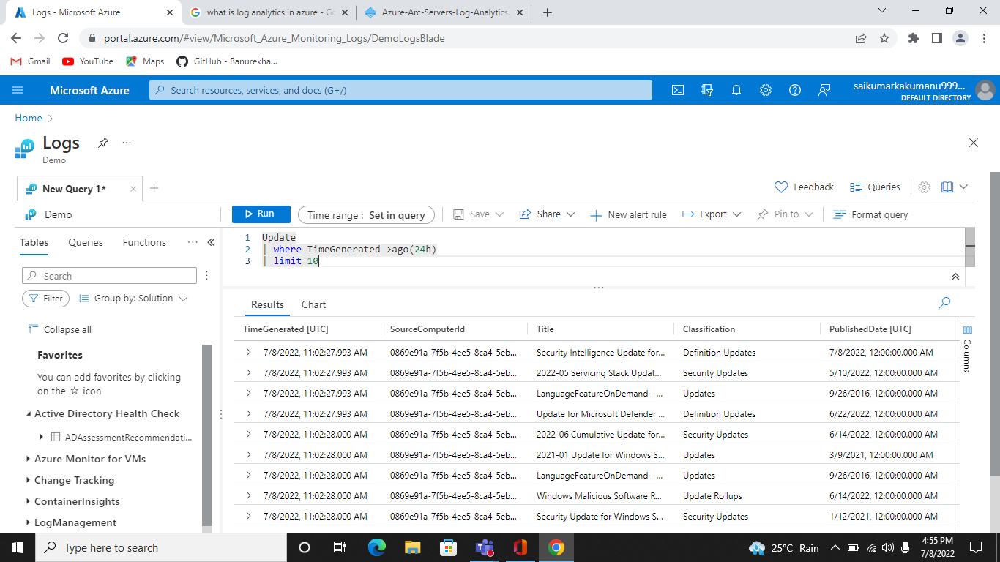 Logs - Microsoft Azure
what is log analytics in azure - Go
Azure-Arc-Servers-Log-Analytics.
portal.azure.com/#view/Microsoft_Azure_Monitoring_Logs/DemoLogsBlade
Gmail
YouTube
Maps
GitHub - Banurekha...
Microsoft Azure
Search resources, services, and docs (G+/)
saikumarkakumanu999...
DEFAULT DIRECTORY
Home
Logs
Demo
New Query 1*
Feedback
Queries
Demo
Run
Time range : Set in query
Save
Share
New alert rule
Export
Pin to
Format query
Tables
Queries
Functions
1 Update
2 | where TimeGenerated >ago(24h)
3 | limit 10
Search
Filter
Group by: Solution
Collapse all
Favorites
You can add favorites by clicking
on the ☆ icon
Active Directory Health Check
ADAssessmentRecommendati...
Azure Monitor for VMs
Change Tracking
ContainerInsights
LogManagement
Results
Chart
TimeGenerated [UTC] SourceComputerId Title Classification PublishedDate [UTC]
7/8/2022, 11:02:27.993 AM 0869e91a-7f5b-4ee5-8ca4-5eb... Security Intelligence Update for... Definition Updates 7/8/2022, 12:00:00.000 AM
7/8/2022, 11:02:27.993 AM 0869e91a-7f5b-4ee5-8ca4-5eb... 2022-05 Servicing Stack Updat... Security Updates 5/10/2022, 12:00:00.000 AM
7/8/2022, 11:02:27.993 AM 0869e91a-7f5b-4ee5-8ca4-5eb... LanguageFeatureOnDemand - ... Updates 9/26/2016, 12:00:00.000 AM
7/8/2022, 11:02:27.993 AM 0869e91a-7f5b-4ee5-8ca4-5eb... Update for Microsoft Defender ... Definition Updates 6/22/2022, 12:00:00.000 AM
7/8/2022, 11:02:28.000 AM 0869e91a-7f5b-4ee5-8ca4-5eb... 2022-06 Cumulative Update for... Security Updates 6/14/2022, 12:00:00.000 AM
7/8/2022, 11:02:28.000 AM 0869e91a-7f5b-4ee5-8ca4-5eb... 2021-01 Update for Windows S... Updates 3/9/2021, 12:00:00.000 AM
7/8/2022, 11:02:28.000 AM 0869e91a-7f5b-4ee5-8ca4-5eb... LanguageFeatureOnDemand - ... Updates 9/26/2016, 12:00:00.000 AM
7/8/2022, 11:02:28.000 AM 0869e91a-7f5b-4ee5-8ca4-5eb... Windows Malicious Software R... Update Rollups 6/14/2022, 12:00:00.000 AM
7/8/2022, 11:02:28.000 AM 0869e91a-7f5b-4ee5-8ca4-5eb... Security Update for Windows S... Security Updates 1/12/2021, 12:00:00.000 AM
Columns
Type here to search
25°C Rain
4:55 PM
7/8/2022